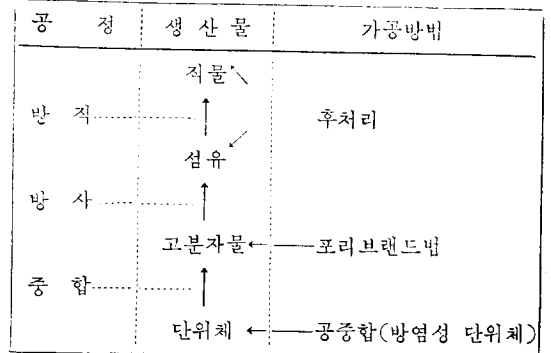 공 정 생 산 물 가공방법
직물
방 직 후처리
섬유
방 사
고분자물 포리브랜드법
중 합
단위체 공중합(방염성 단위체)